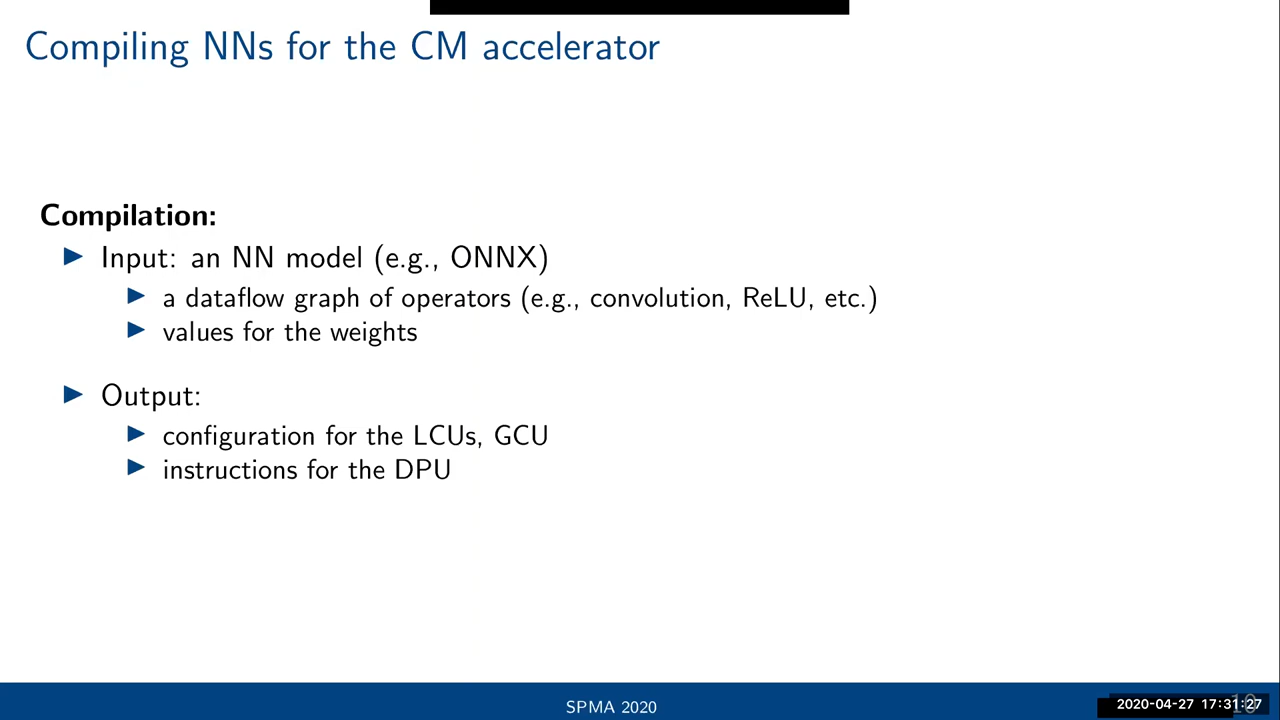 Compiling NNs for the CM accelerator
Compilation:
Input: an NN model (e.g., ONNX)
a dataflow graph of operators (e.g., convolution, ReLU, etc.)
values for the weights
Output:
configuration for the LCUs, GCU
instructions for the DPU
SPMA 2020
2020-04-27 17:31:27